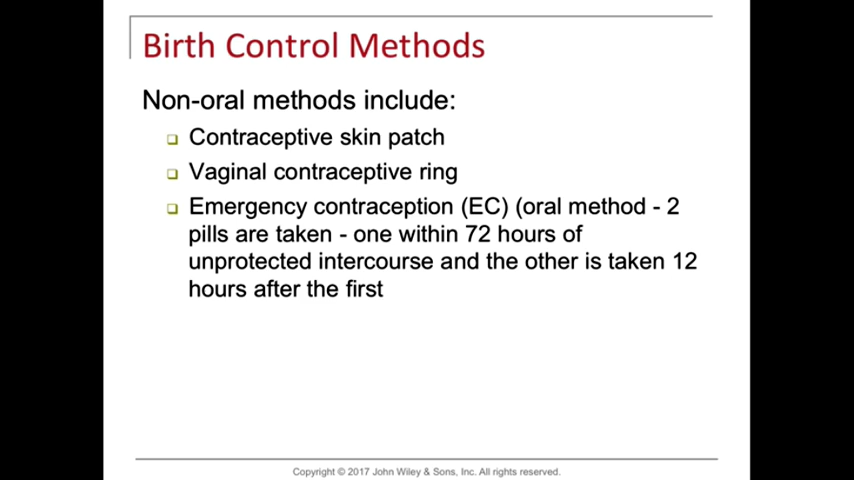 Birth Control Methods
Non-oral methods include:
Contraceptive skin patch
Vaginal contraceptive ring
Emergency contraception (EC) (oral method - 2
pills are taken - one within 72 hours of
unprotected intercourse and the other is taken 12
hours after the first
Copyright © 2017 John Wiley & Sons, Inc. All rights reserved.